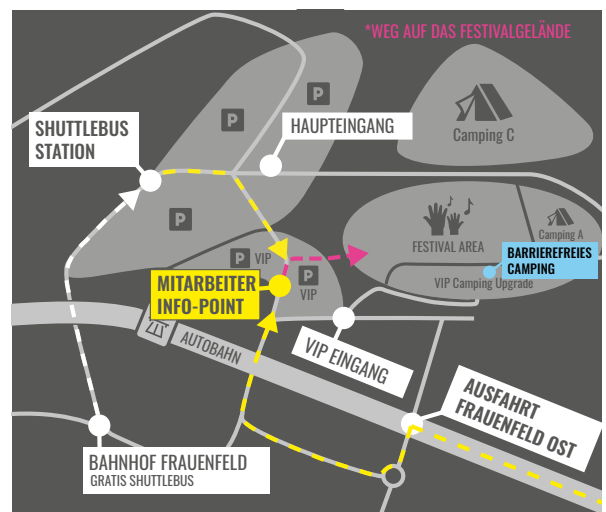 *WEG AUF DAS FESTIVALGELÄNDE
P
P
SHUTTLEBUS
STATION
HAUPTEINGANG
Camping C
P
FESTIVAL AREA
Camping A
P VIP
P
VIP
BARRIEREFREIES
CAMPING
VIP Camping Upgrade
MITARBEITER
INFO-POINT
AUTOBAHN
VIP EINGANG
AUSFAHRT
FRAUENFELD OST
BAHNHOF FRAUENFELD
GRATIS SHUTTLEBUS